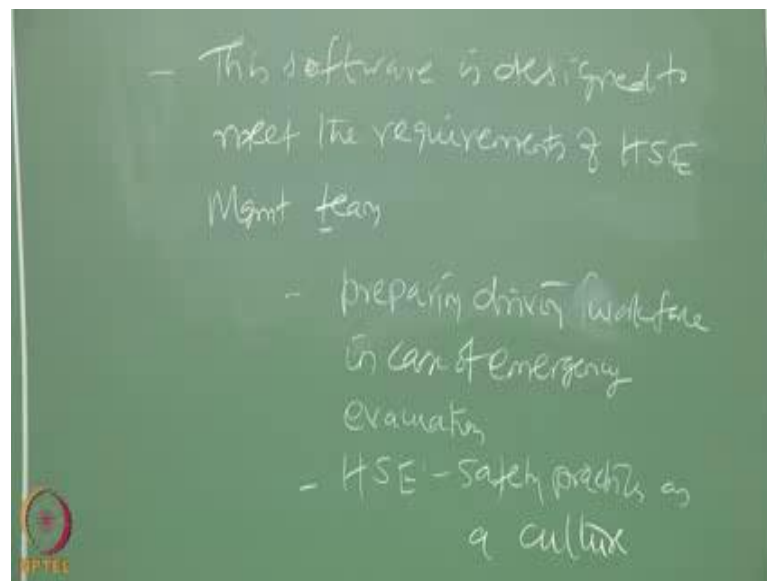 - This software is designed to
meet the requirements of HSE
Mgmt team
- preparing driving workforce
in case of emergency
evacuation
- HSE - Safety practices as
a culture
NPTEL